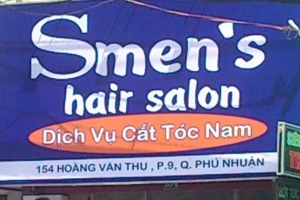 Smen's
hair salon
Dịch Vụ Cắt Tóc Nam
154 HOÀNG VĂN THỤ , P.9, Q. PHÚ NHUẬN